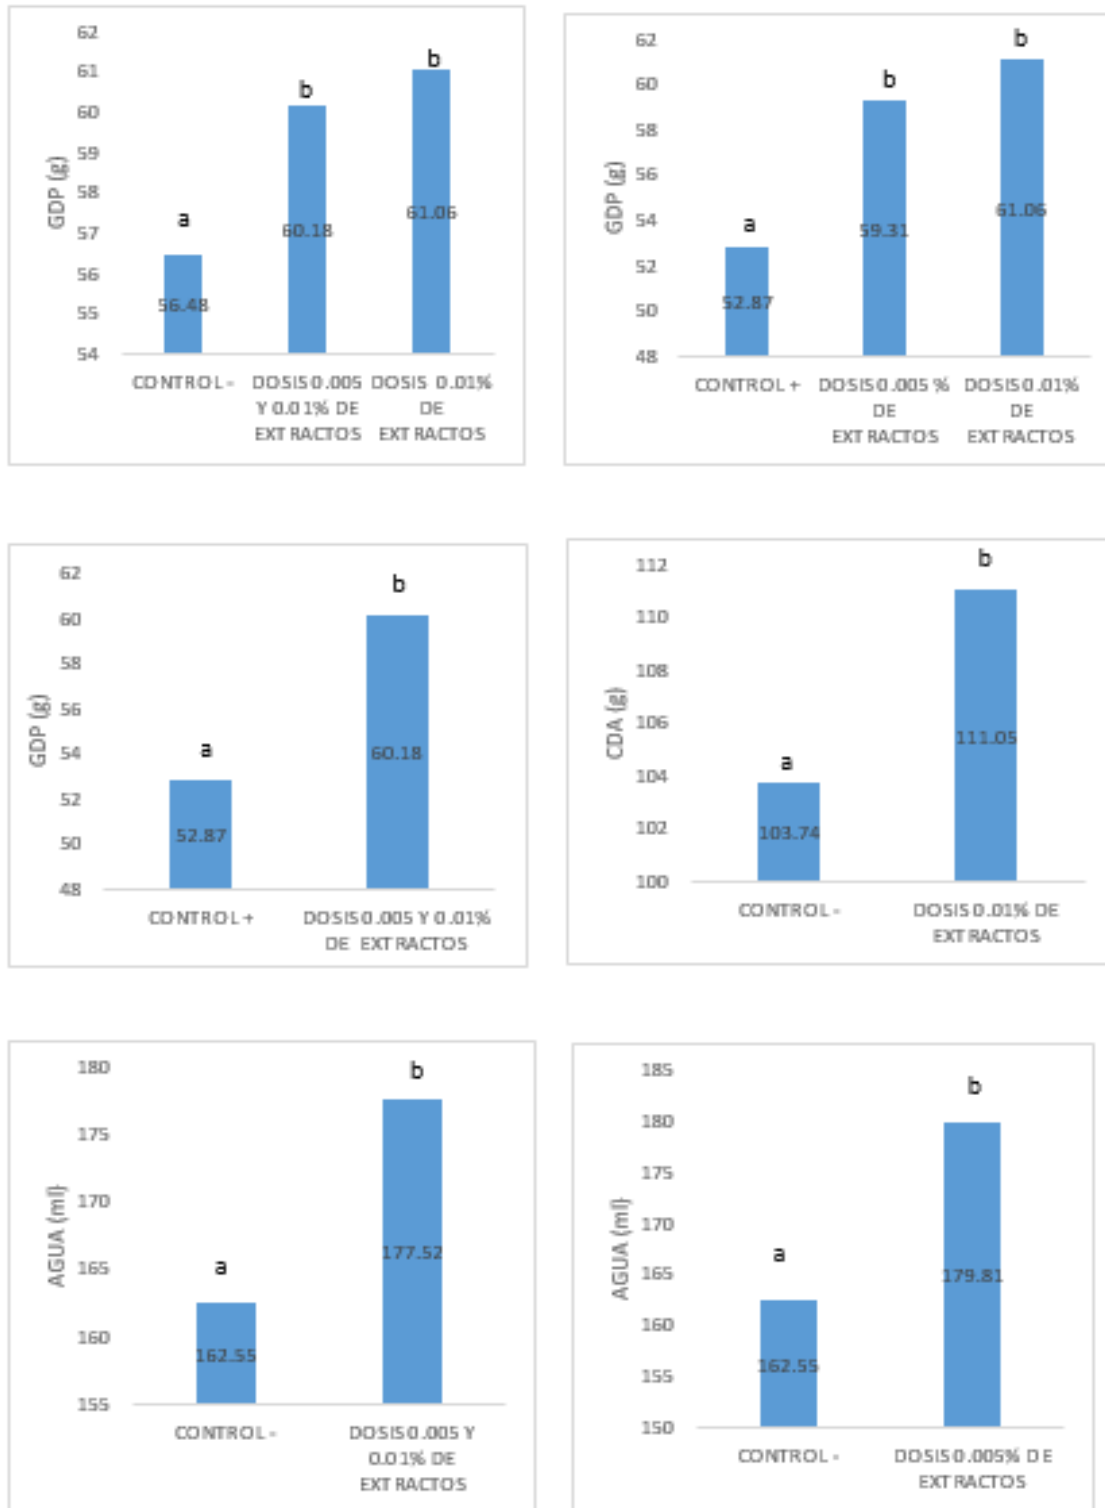 62
61
60
59
58
57
56
55
54
GDP (g)
a
b
b
56.48
60.18
61.06
CONTROL -
DOSIS 0.005 Y 0.01% DE EXTRACTOS
DOSIS 0.01% DE EXTRACTOS
62
60
58
56
54
52
50
48
GDP (g)
a
b
b
52.87
59.31
61.06
CONTROL +
DOSIS 0.005 % DE EXTRACTOS
DOSIS 0.01% DE EXTRACTOS
62
60
58
56
54
52
50
48
GDP (g)
a
b
52.87
60.18
CONTROL +
DOSIS 0.005 Y 0.01% DE EXTRACTOS
112
110
108
106
104
102
100
CDA (g)
a
b
103.74
111.05
CONTROL -
DOSIS 0.01% DE EXTRACTOS
180
175
170
165
160
155
AGUA (ml)
a
b
162.55
177.52
CONTROL -
DOSIS 0.005 Y 0.01% DE EXTRACTOS
185
180
175
170
165
160
155
150
AGUA (ml)
a
b
162.55
179.81
CONTROL -
DOSIS 0.005% DE EXTRACTOS